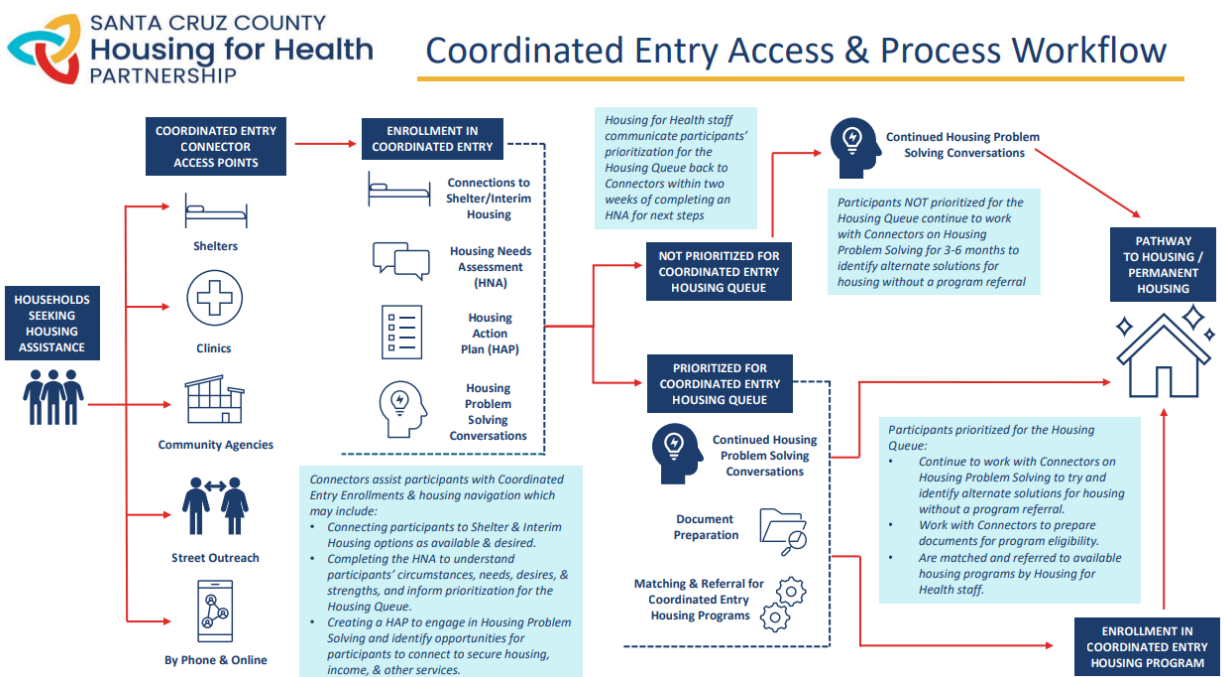 SANTA CRUZ COUNTY
Housing for Health
PARTNERSHIP
Coordinated Entry Access & Process Workflow
HOUSEHOLDS
SEEKING
HOUSING
ASSISTANCE
COORDINATED ENTRY
CONNECTOR
ACCESS POINTS
Shelters
Clinics
Community Agencies
Street Outreach
By Phone & Online
ENROLLMENT IN
COORDINATED ENTRY
Connections to
Shelter/Interim
Housing
Housing Needs
Assessment
(HNA)
Housing
Action
Plan (HAP)
Housing
Problem
Solving
Conversations
Connectors assist participants with Coordinated
Entry Enrollments & housing navigation which
may include:
• Connecting participants to Shelter & Interim
Housing options as available & desired.
• Completing the HNA to understand
participants' circumstances, needs, desires, &
strengths, and inform prioritization for the
Housing Queue.
• Creating a HAP to engage in Housing Problem
Solving and identify opportunities for
participants to connect to secure housing,
income, & other services.
Housing for Health staff
communicate participants'
prioritization for the
Housing Queue back to
Connectors within two
weeks of completing an
HNA for next steps
NOT PRIORITIZED FOR
COORDINATED ENTRY
HOUSING QUEUE
Continued Housing Problem
Solving Conversations
Participants NOT prioritized for the
Housing Queue continue to work
with Connectors on Housing
Problem Solving for 3-6 months to
identify alternate solutions for
housing without a program referral
PRIORITIZED FOR
COORDINATED ENTRY
HOUSING QUEUE
Continued Housing
Problem Solving
Conversations
Document
Preparation
Matching & Referral for
Coordinated Entry
Housing Programs
Participants prioritized for the Housing
Queue:
• Continue to work with Connectors on
Housing Problem Solving to try and
identify alternate solutions for housing
without a program referral.
• Work with Connectors to prepare
documents for program eligibility.
• Are matched and referred to available
housing programs by Housing for
Health staff.
PATHWAY
TO HOUSING /
PERMANENT
HOUSING
ENROLLMENT IN
COORDINATED ENTRY
HOUSING PROGRAM